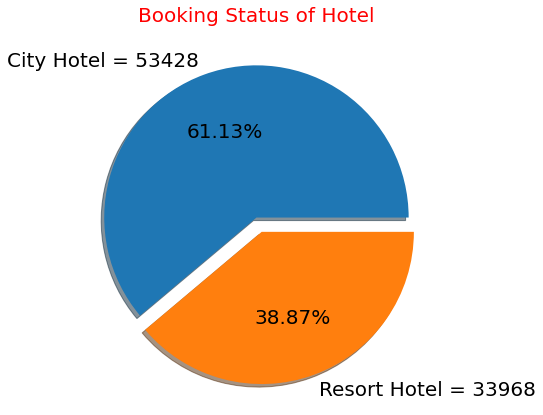 Booking Status of Hotel
City Hotel = 53428
61.13%
38.87%
Resort Hotel = 33968